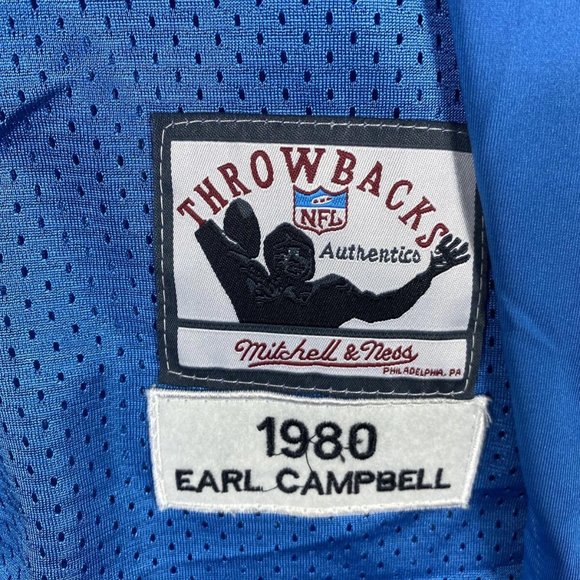 THROWBACKS
NFL
Authentics
Mitchell & Ness
PHILADELPHIA, PA
1980
EARL CAMPBELL